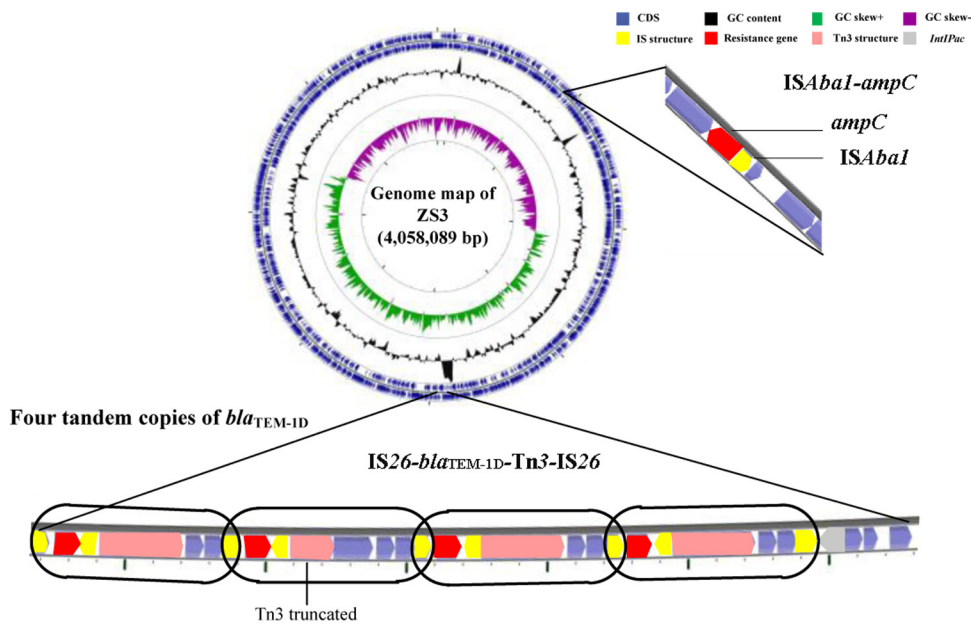 CDS GC content GC skew+ GC skew-
IS structure Resistance gene Tn3 structure IntIPac
ISAba1-ampC
ampC
ISAba1
Genome map of
ZS3
(4,058,089 bp)
Four tandem copies of blaTEM-1D
IS26-blaTEM-1D-Tn3-IS26
Tn3 truncated